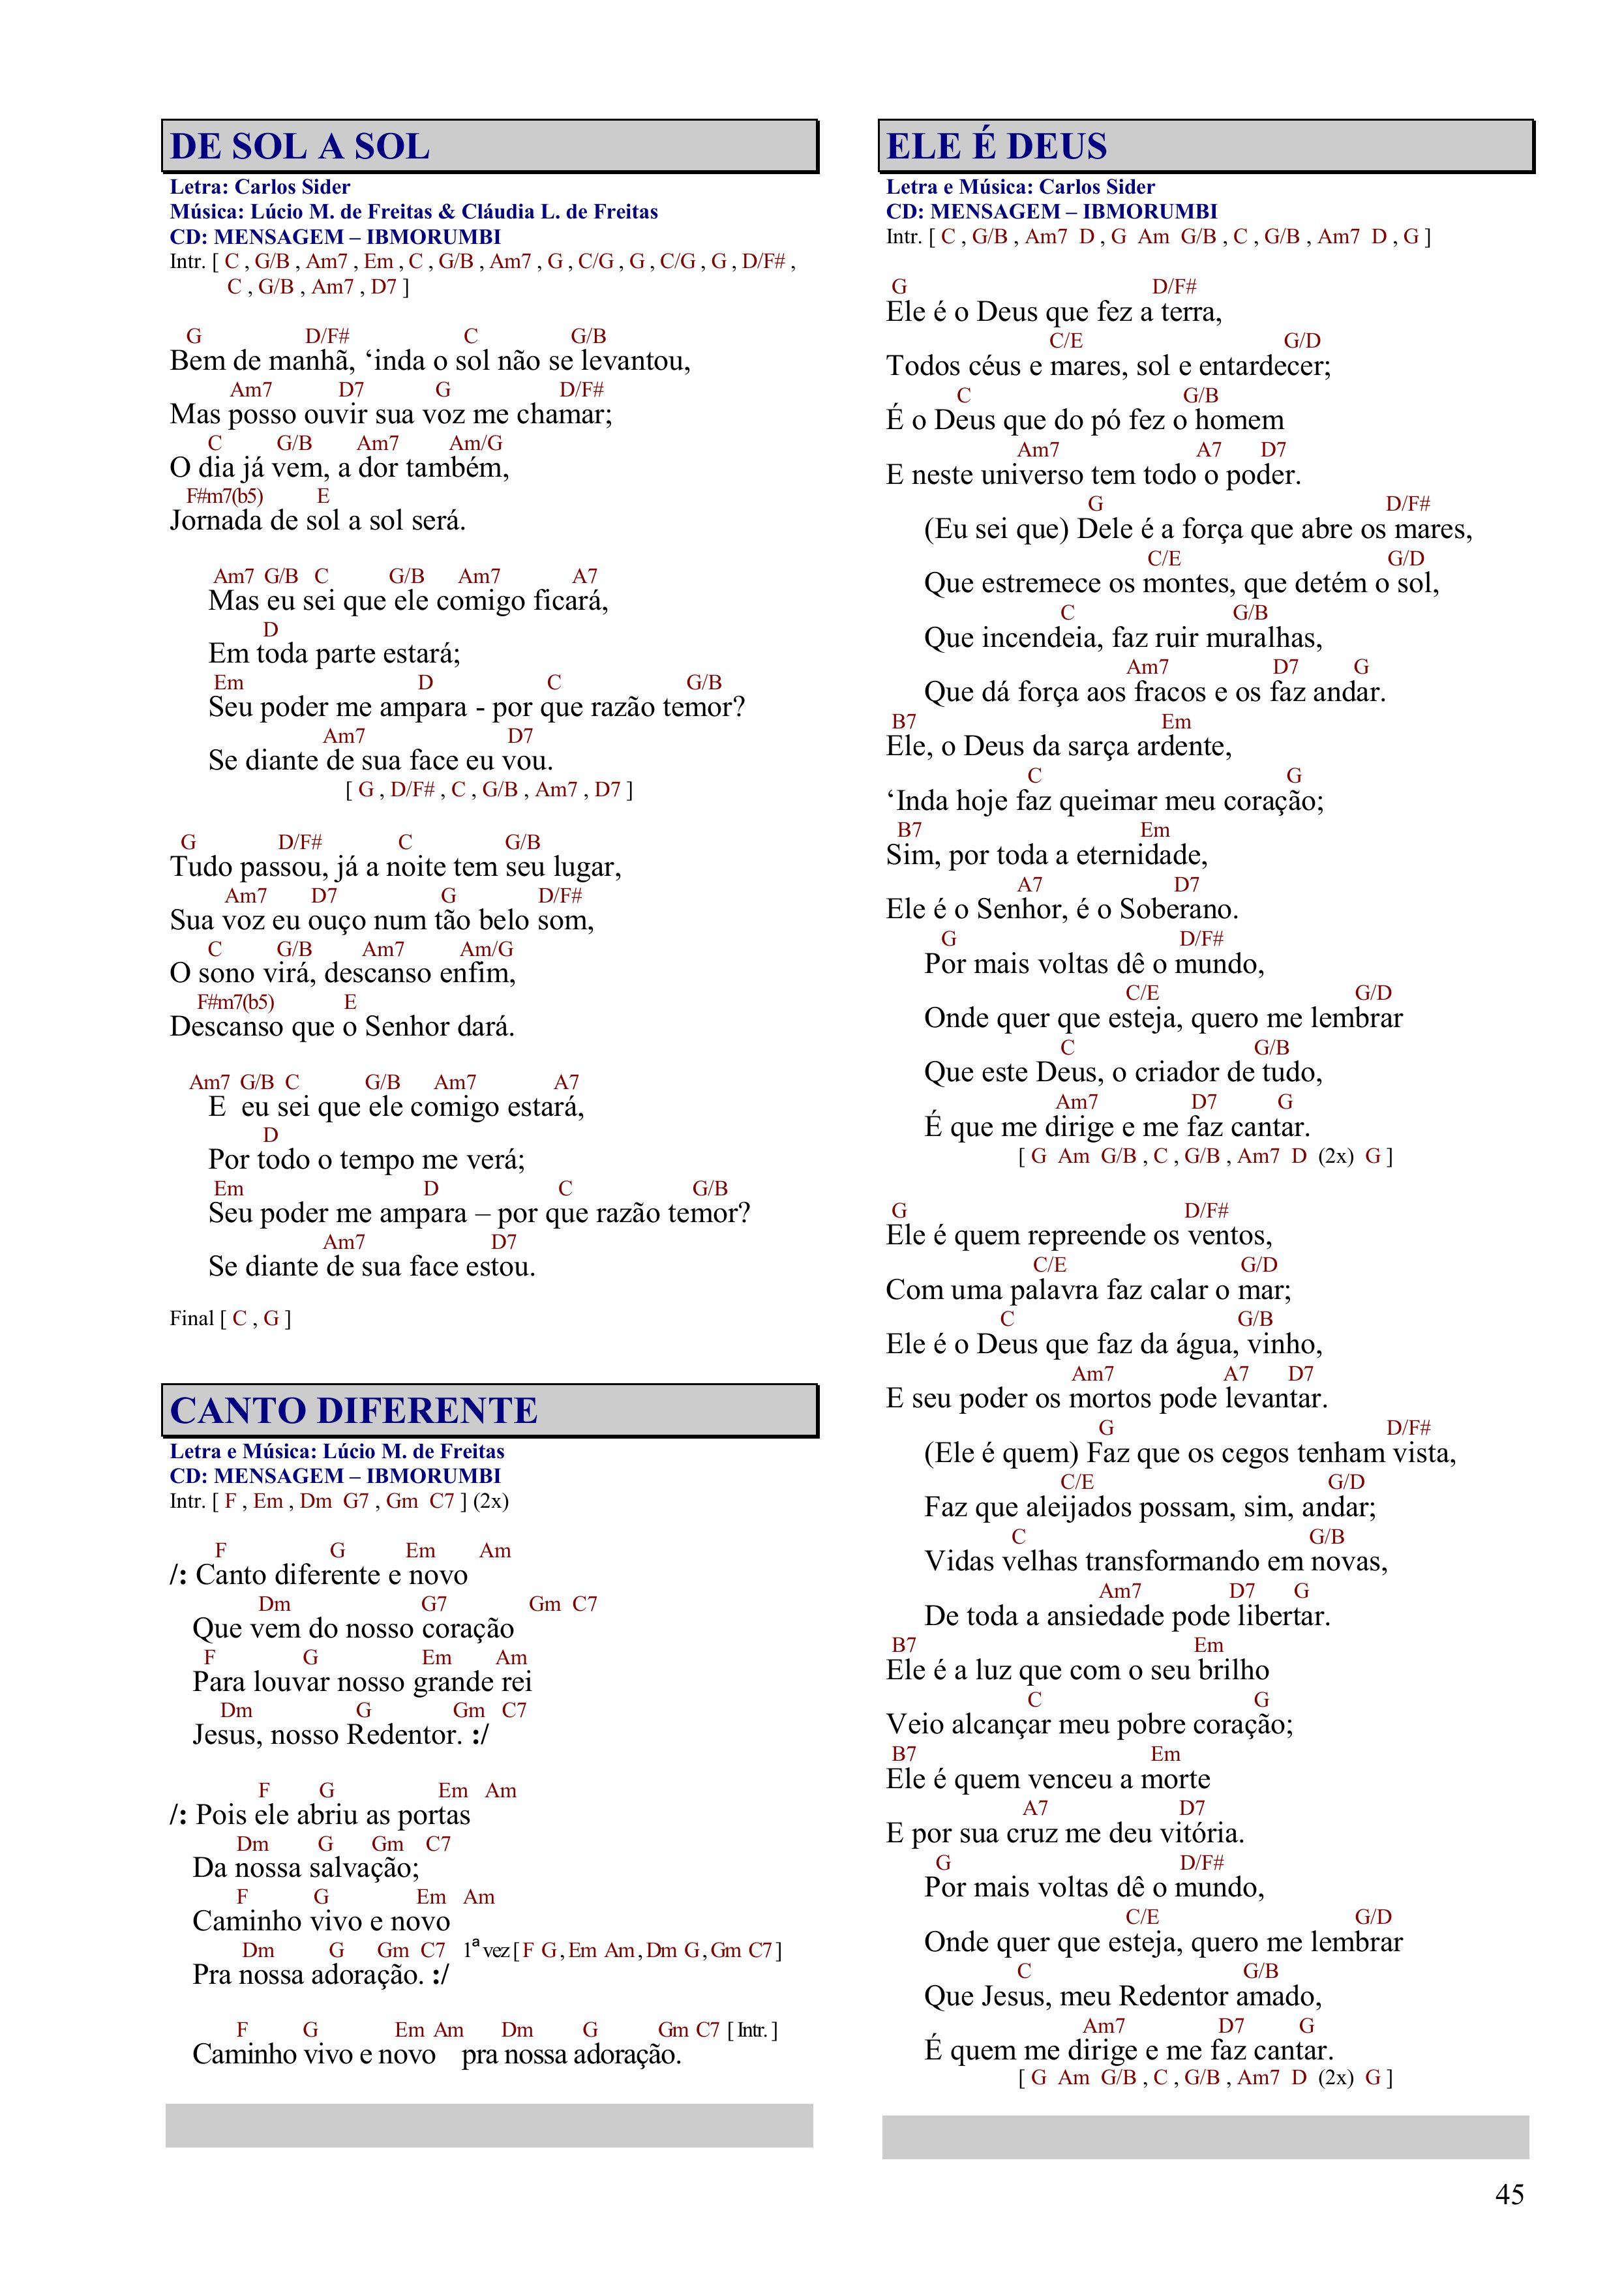 DE SOL A SOL
Letra: Carlos Sider
Música: Lúcio M. de Freitas & Cláudia L. de Freitas
CD: MENSAGEM – IBMORUMBI
Intr. [ C , G/B , Am7 , Em , C , G/B , Am7 , G , C/G , G , C/G , G , D/F# ,
C , G/B , Am7 , D7 ]
G D/F# C G/B
Bem de manhã, ‘inda o sol não se levantou,
Am7 D7 G D/F#
Mas posso ouvir sua voz me chamar;
C G/B Am7 Am/G
O dia já vem, a dor também,
F#m7(b5) E
Jornada de sol a sol será.
Am7 G/B C G/B Am7 A7
Mas eu sei que ele comigo ficará,
D
Em toda parte estará;
Em D C G/B
Seu poder me ampara - por que razão temor?
Am7 D7
Se diante de sua face eu vou.
[ G , D/F# , C , G/B , Am7 , D7 ]
G D/F# C G/B
Tudo passou, já a noite tem seu lugar,
Am7 D7 G D/F#
Sua voz eu ouço num tão belo som,
C G/B Am7 Am/G
O sono virá, descanso enfim,
F#m7(b5) E
Descanso que o Senhor dará.
Am7 G/B C G/B Am7 A7
E eu sei que ele comigo estará,
D
Por todo o tempo me verá;
Em D C G/B
Seu poder me ampara – por que razão temor?
Am7 D7
Se diante de sua face estou.
Final [ C , G ]
CANTO DIFERENTE
Letra e Música: Lúcio M. de Freitas
CD: MENSAGEM – IBMORUMBI
Intr. [ F , Em , Dm G7 , Gm C7 ] (2x)
F G Em Am
/: Canto diferente e novo
Dm G7 Gm C7
Que vem do nosso coração
F G Em Am
Para louvar nosso grande rei
Dm G Gm C7
Jesus, nosso Redentor. :/
F G Em Am
/: Pois ele abriu as portas
Dm G Gm C7
Da nossa salvação;
F G Em Am
Caminho vivo e novo
Dm G Gm C7 1ª vez [ F G , Em Am , Dm G , Gm C7 ]
Pra nossa adoração. :/
F G Em Am Dm G Gm C7 [ Intr. ]
Caminho vivo e novo pra nossa adoração.
ELE É DEUS
Letra e Música: Carlos Sider
CD: MENSAGEM – IBMORUMBI
Intr. [ C , G/B , Am7 D , G Am G/B , C , G/B , Am7 D , G ]
G D/F#
Ele é o Deus que fez a terra,
C/E G/D
Todos céus e mares, sol e entardecer;
C G/B
É o Deus que do pó fez o homem
Am7 A7 D7
E neste universo tem todo o poder.
G D/F#
(Eu sei que) Dele é a força que abre os mares,
C/E G/D
Que estremece os montes, que detém o sol,
C G/B
Que incendeia, faz ruir muralhas,
Am7 D7 G
Que dá força aos fracos e os faz andar.
B7 Em
Ele, o Deus da sarça ardente,
C G
‘Inda hoje faz queimar meu coração;
B7 Em
Sim, por toda a eternidade,
A7 D7
Ele é o Senhor, é o Soberano.
G D/F#
Por mais voltas dê o mundo,
C/E G/D
Onde quer que esteja, quero me lembrar
C G/B
Que este Deus, o criador de tudo,
Am7 D7 G
É que me dirige e me faz cantar.
[ G Am G/B , C , G/B , Am7 D (2x) G ]
G D/F#
Ele é quem repreende os ventos,
C/E G/D
Com uma palavra faz calar o mar;
C G/B
Ele é o Deus que faz da água, vinho,
Am7 A7 D7
E seu poder os mortos pode levantar.
G D/F#
(Ele é quem) Faz que os cegos tenham vista,
C/E G/D
Faz que aleijados possam, sim, andar;
C G/B
Vidas velhas transformando em novas,
Am7 D7 G
De toda a ansiedade pode libertar.
B7 Em
Ele é a luz que com o seu brilho
C G
Veio alcançar meu pobre coração;
B7 Em
Ele é quem venceu a morte
A7 D7
E por sua cruz me deu vitória.
G D/F#
Por mais voltas dê o mundo,
C/E G/D
Onde quer que esteja, quero me lembrar
C G/B
Que Jesus, meu Redentor amado,
Am7 D7 G
É quem me dirige e me faz cantar.
[ G Am G/B , C , G/B , Am7 D (2x) G ]
45